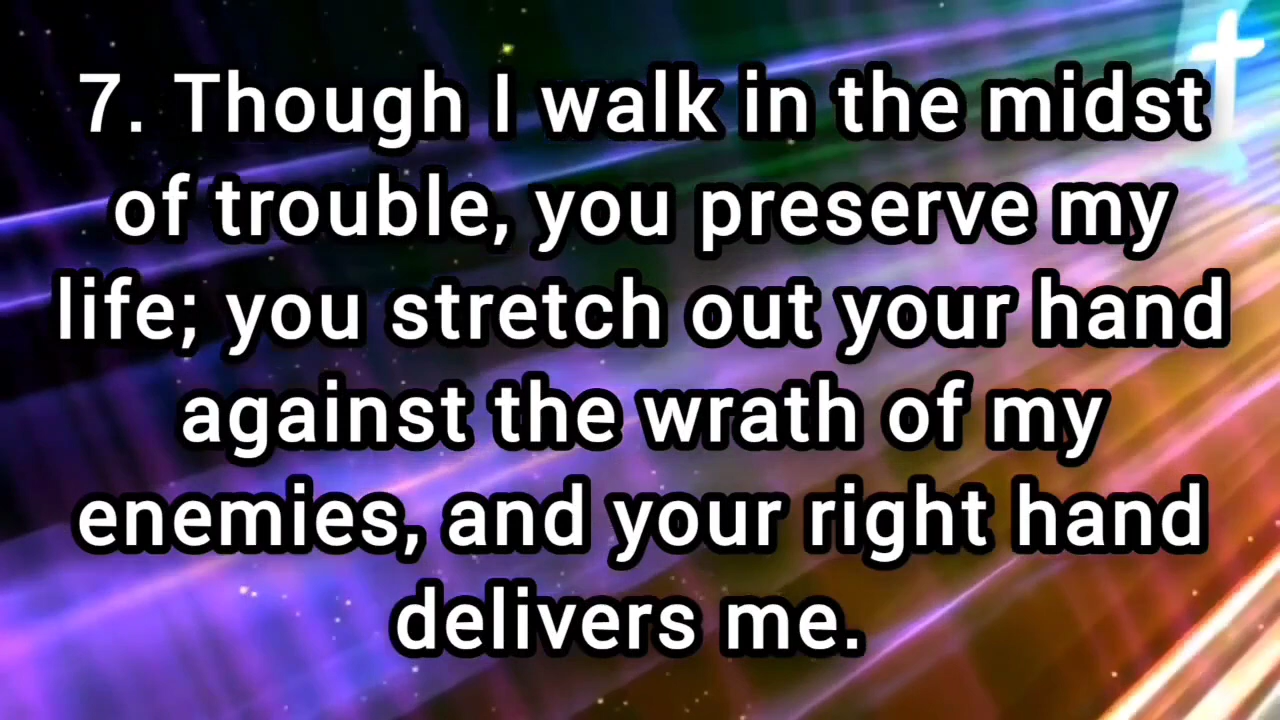 7. Though I walk in the midst
of trouble, you preserve my
life; you stretch out your hand
against the wrath of my
enemies, and your right hand
delivers me.